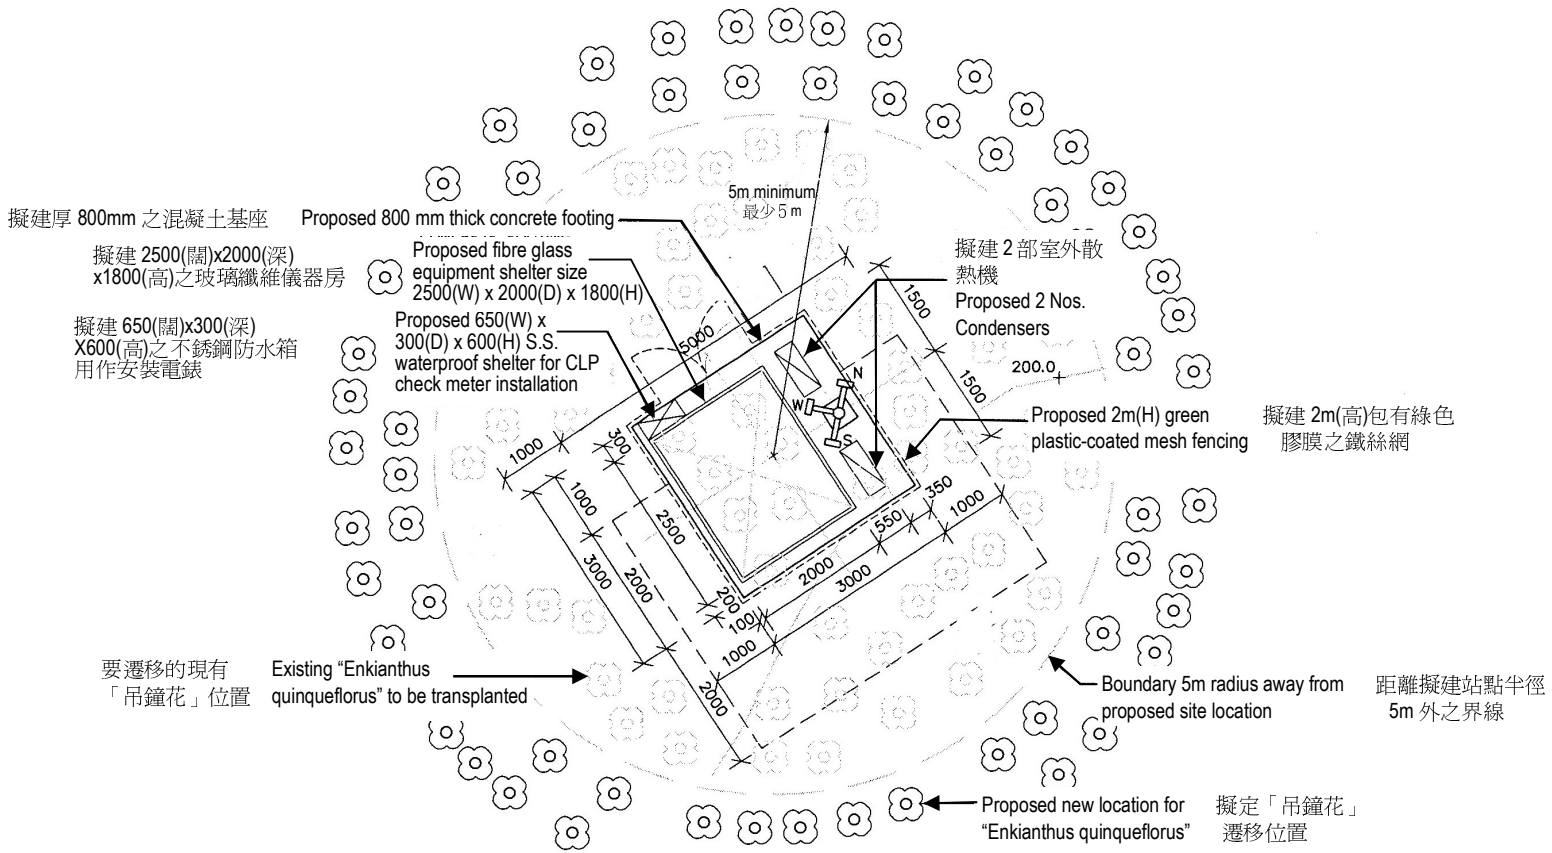 5m minimum
最少5m
擬建厚 800mm 之混凝土基座
Proposed 800 mm thick concrete footing
擬建 2500(闊)x2000(深)
x1800(高)之玻璃纖維儀器房
Proposed fibre glass
equipment shelter size
2500(W) x 2000(D) x 1800(H)
擬建 650(闊)x300(深)
X600(高)之不銹鋼防水箱
用作安裝電錶
Proposed 650(W) x
300(D) x 600(H) S.S.
waterproof shelter for CLP
check meter installation
擬建 2 部室外散
熱機
Proposed 2 Nos.
Condensers
1500
5000
1500
200.0
N
W
S
Proposed 2m(H) green
plastic-coated mesh fencing
擬建 2m(高)包有綠色
膠膜之鐵絲網
1000
300
1000
2500
3000
2000
350
550
1000
2000
3000
200
100
1000
2000
要遷移的現有
「吊鐘花」位置
Existing “Enkianthus
quinqueflorus” to be transplanted
Boundary 5m radius away from
proposed site location
距離擬建站點半徑
5m 外之界線
Proposed new location for
“Enkianthus quinqueflorus”
擬定「吊鐘花」
遷移位置